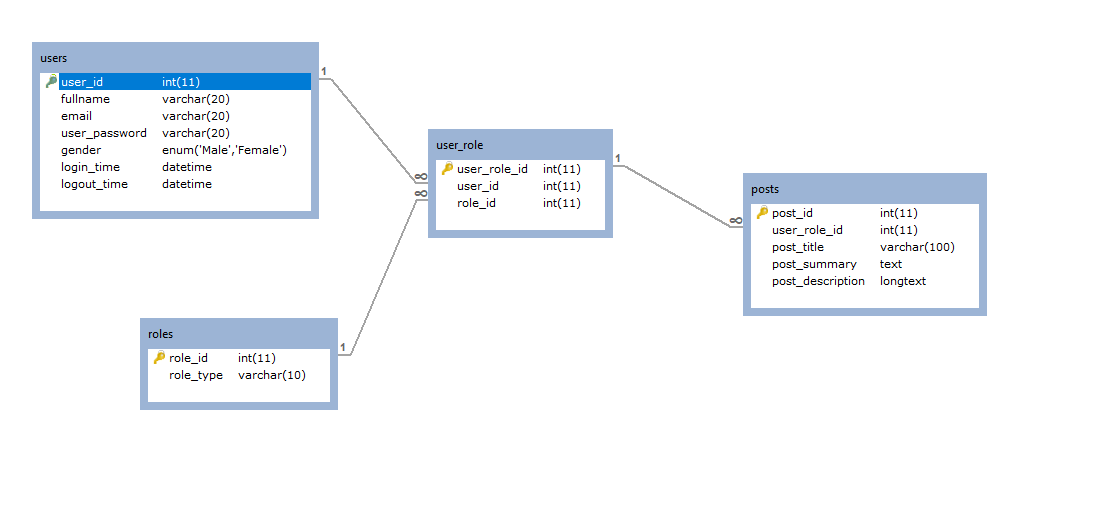 users
user_id int(11)
fullname varchar(20)
email varchar(20)
user_password varchar(20)
gender enum('Male','Female')
login_time datetime
logout_time datetime
1
∞
∞
user_role
user_role_id int(11)
user_id int(11)
role_id int(11)
1
∞
posts
post_id int(11)
user_role_id int(11)
post_title varchar(100)
post_summary text
post_description longtext
roles
role_id int(11)
role_type varchar(10)
1